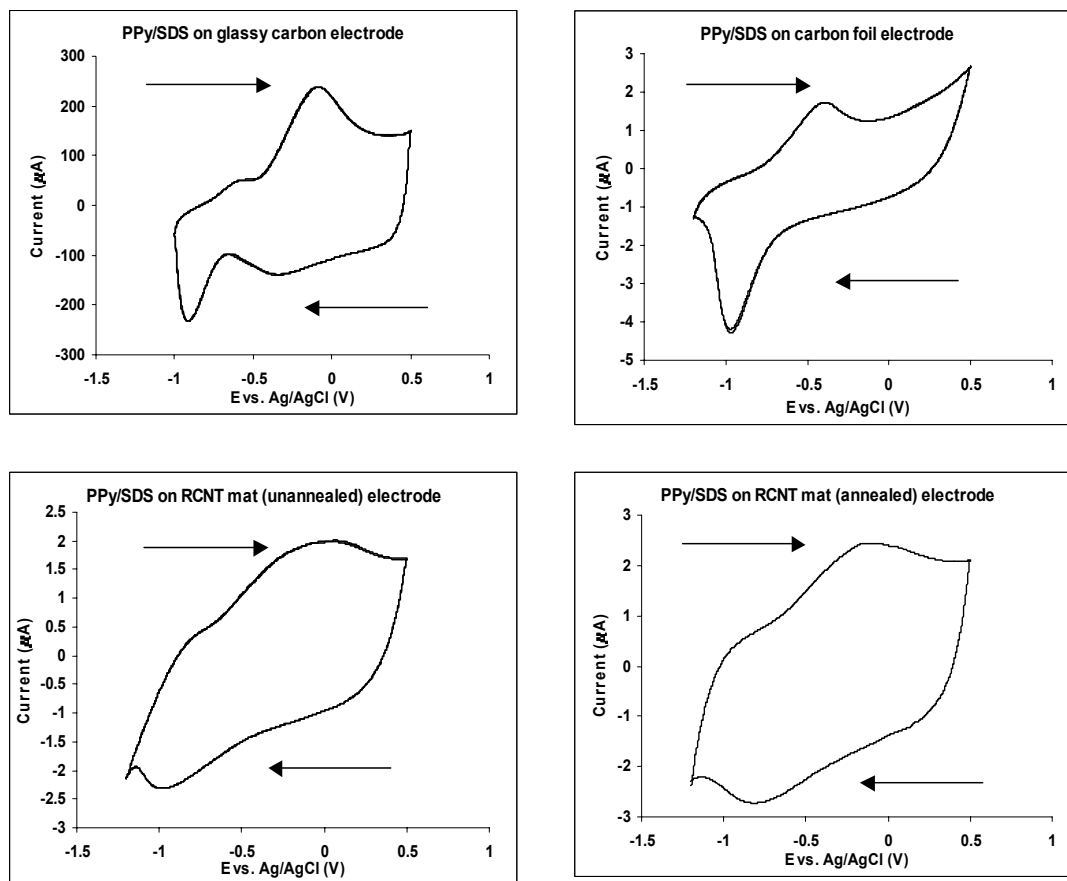 PPy/SDS on glassy carbon electrode
300
200
100
0
-100
-200
-300
Current (µA)
-1.5 -1 -0.5 0 0.5 1
E vs. Ag/AgCl (V)
PPy/SDS on carbon foil electrode
3
2
1
0
-1
-2
-3
-4
-5
Current (µA)
-1.5 -1 -0.5 0 0.5 1
E vs. Ag/AgCl (V)
PPy/SDS on RCNT mat (unannealed) electrode
2.5
2
1.5
1
0.5
0
-0.5
-1
-1.5
-2
-2.5
-3
Current (µA)
-1.5 -1 -0.5 0 0.5 1
E vs. Ag/AgCl (V)
PPy/SDS on RCNT mat (annealed) electrode
3
2
1
0
-1
-2
-3
Current (µA)
-1.5 -1 -0.5 0 0.5 1
E vs. Ag/AgCl (V)